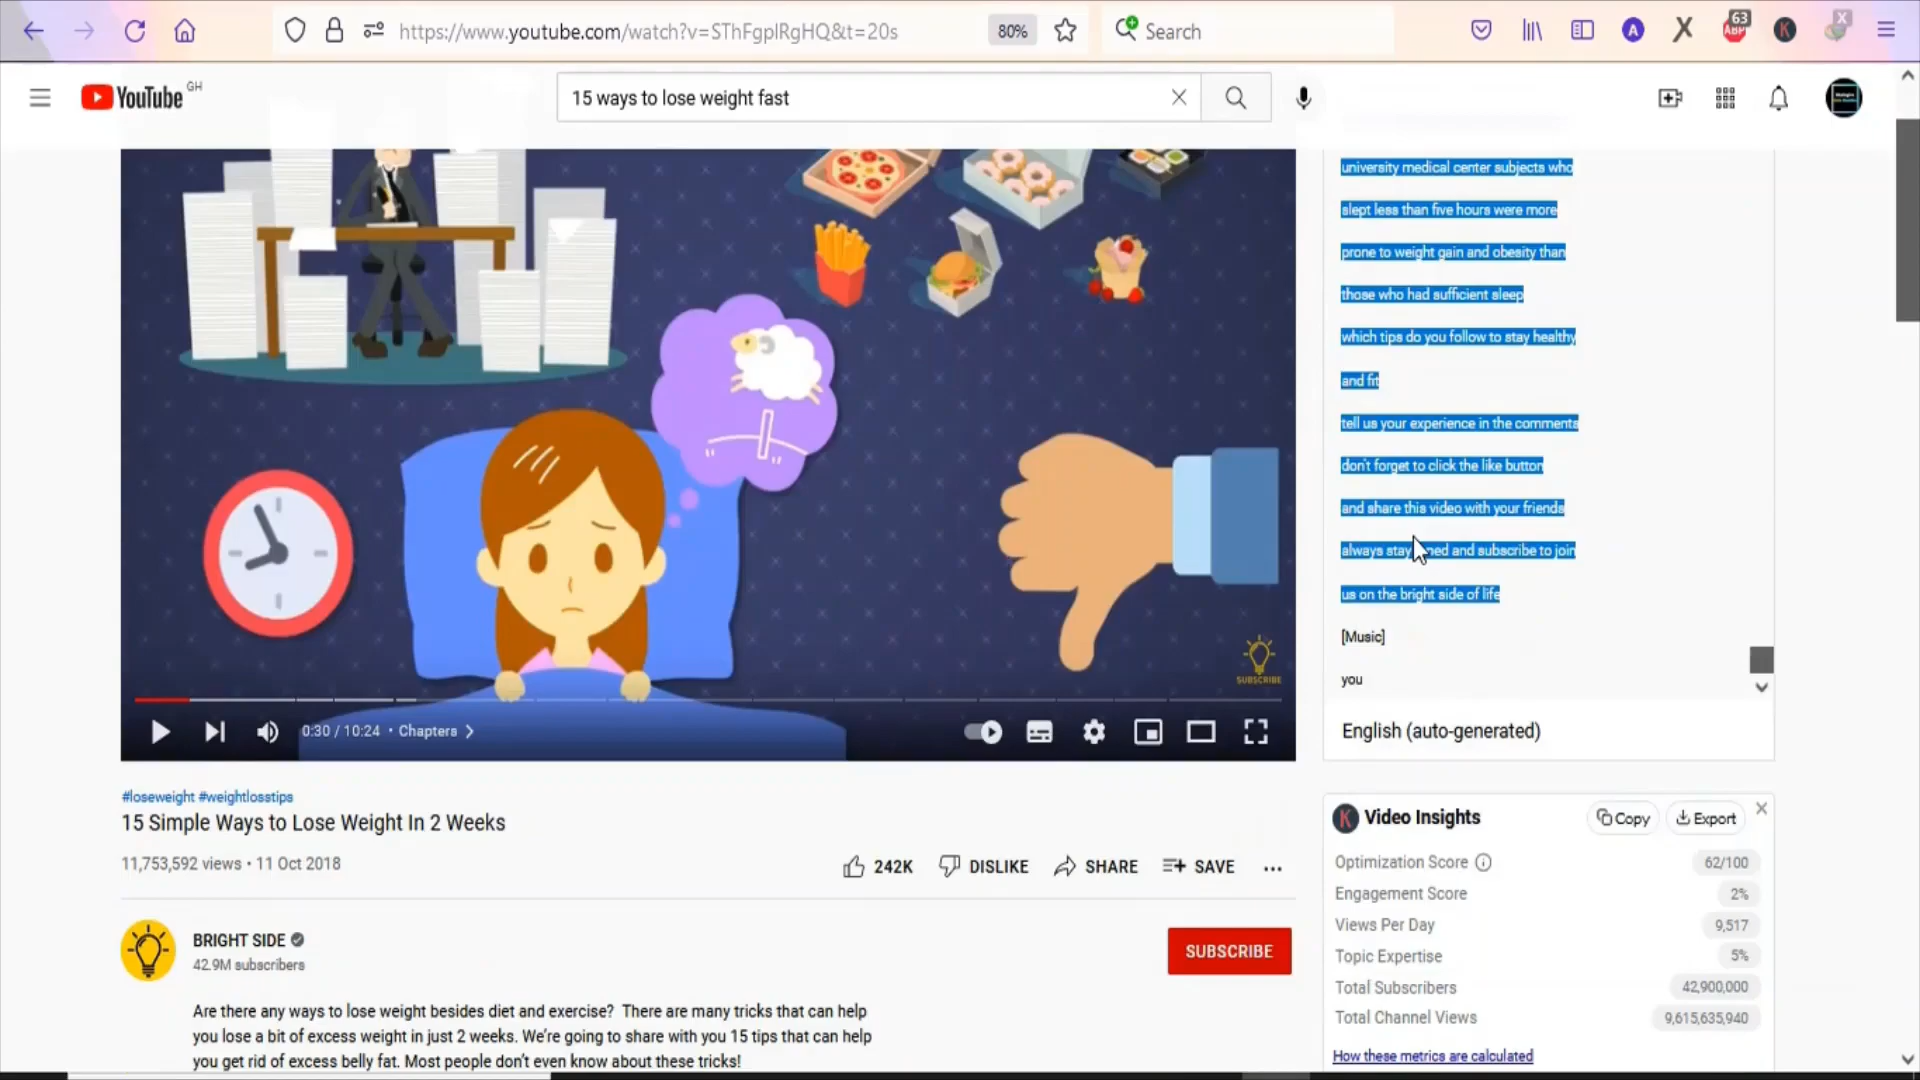 https://www.youtube.com/watch?v=SThFgplRgHQ&t=20s
80%
Search
A
63
ABP
K
X
YouTube GH
15 ways to lose weight fast
university medical center subjects who
slept less than five hours were more
prone to weight gain and obesity than
those who had sufficient sleep
which tips do you follow to stay healthy
and fit
tell us your experience in the comments
don't forget to click the like button
and share this video with your friends
always stay and subscribe to join
us on the bright side of life
[Music]
you
English (auto-generated)
SUBSCRIBE
0:30 / 10:24 • Chapters
#loseweight #weightlosstips
15 Simple Ways to Lose Weight In 2 Weeks
11,753,592 views • 11 Oct 2018
242K DISLIKE SHARE SAVE ...
BRIGHT SIDE
42.9M subscribers
SUBSCRIBE
Are there any ways to lose weight besides diet and exercise? There are many tricks that can help
you lose a bit of excess weight in just 2 weeks. We're going to share with you 15 tips that can help
you get rid of excess belly fat. Most people don't even know about these tricks!
K Video Insights Copy Export
Optimization Score 62/100
Engagement Score 2%
Views Per Day 9,517
Topic Expertise 5%
Total Subscribers 42,900,000
Total Channel Views 9,615,635,940
How these metrics are calculated